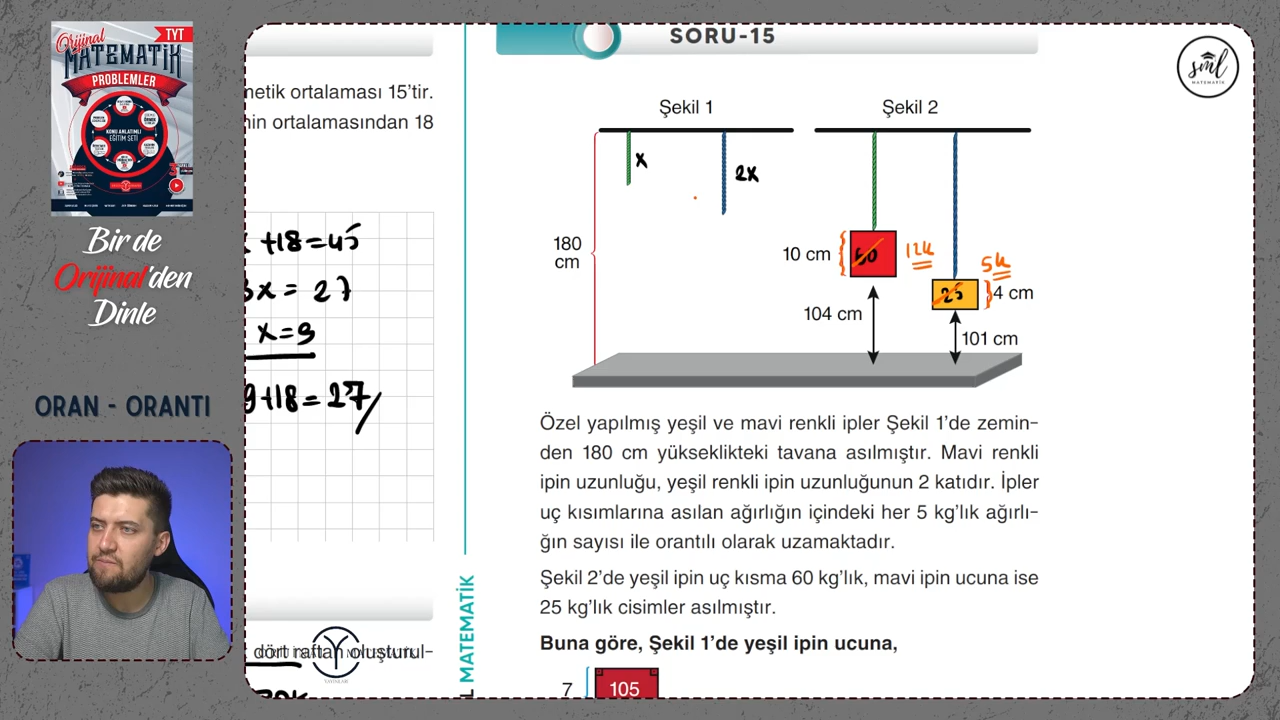 Orijinal
TYT
MATEMATİK
PROBLEMLER
KONU ANLATIMLI
EĞİTİM SETİ
Bir de
Orijinal'den
Dinle
ORAN - ORANTI
netik ortalaması 15'tir.
nin ortalamasından 18
+18=45
3x = 27
x=9
9+18=27
dört raftan oluşturul-
L MATEMATİK
SORU-15
sml
MATEMATİK
Şekil 1
Şekil 2
x
2x
180
cm
10 cm
60
12k
5k
25
4 cm
104 cm
101 cm
Özel yapılmış yeşil ve mavi renkli ipler Şekil 1'de zemin-
den 180 cm yükseklikteki tavana asılmıştır. Mavi renkli
ipin uzunluğu, yeşil renkli ipin uzunluğunun 2 katıdır. İpler
uç kısımlarına asılan ağırlığın içindeki her 5 kg'lık ağırlı-
ğın sayısı ile orantılı olarak uzamaktadır.
Şekil 2'de yeşil ipin uç kısma 60 kg'lık, mavi ipin ucuna ise
25 kg'lık cisimler asılmıştır.
Buna göre, Şekil 1'de yeşil ipin ucuna,
7
105